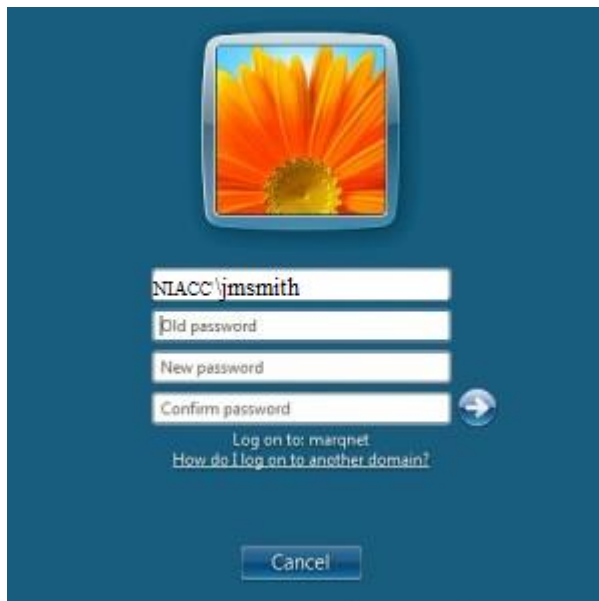 NIACC\jmsmith
Old password
New password
Confirm password
Log on to: marqnet
How do I log on to another domain?
Cancel